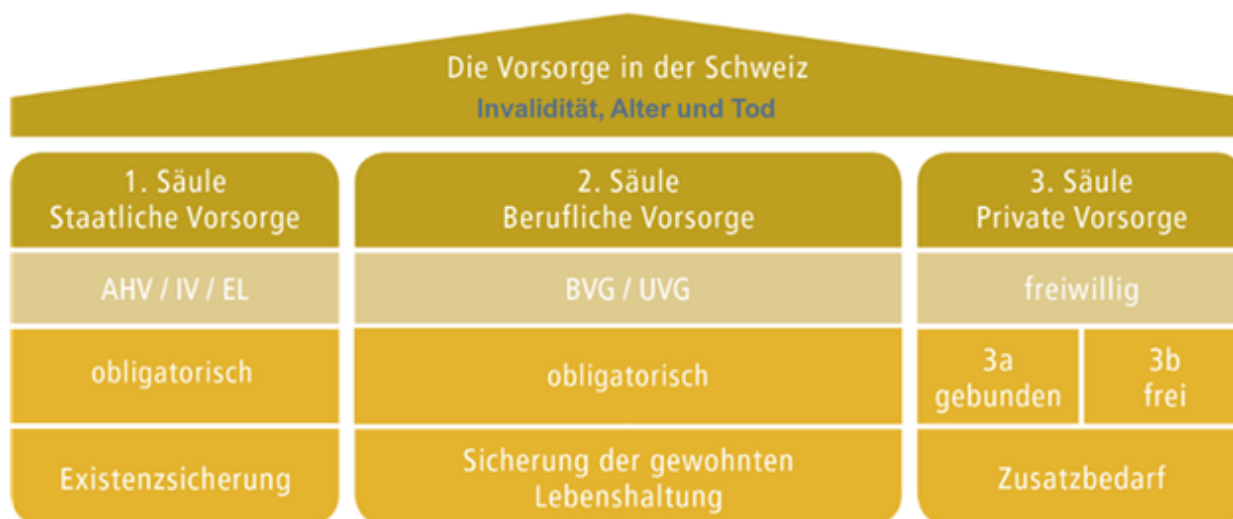 Die Vorsorge in der Schweiz
Invalidität, Alter und Tod
1. Säule
Staatliche Vorsorge
AHV / IV / EL
obligatorisch
Existenzsicherung
2. Säule
Berufliche Vorsorge
BVG / UVG
obligatorisch
Sicherung der gewohnten
Lebenshaltung
3. Säule
Private Vorsorge
freiwillig
3a
gebunden
3b
frei
Zusatzbedarf